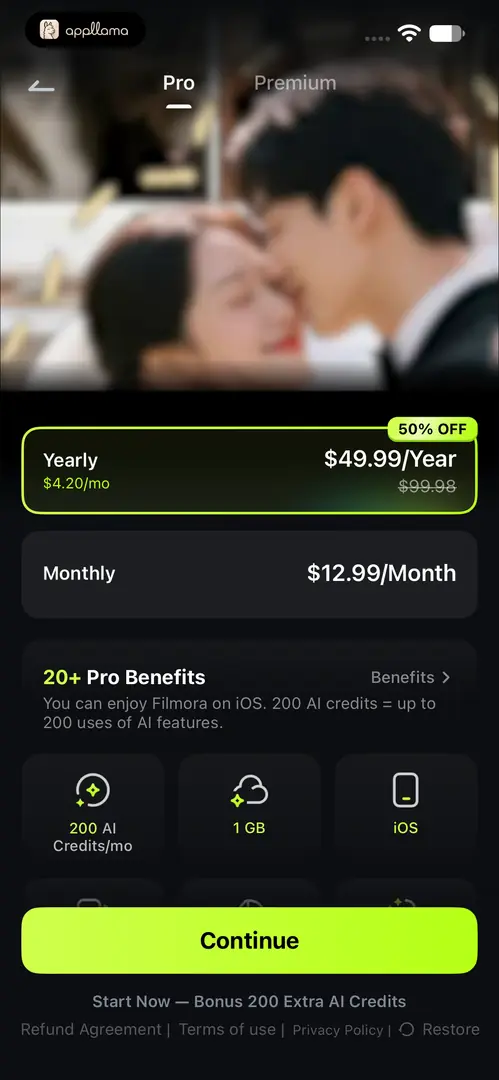 appllama
Pro Premium
50% OFF
Yearly $49.99/Year
$4.20/mo $99.98
Monthly $12.99/Month
20+ Pro Benefits Benefits
You can enjoy Filmora on iOS. 200 AI credits = up to
200 uses of AI features.
200 AI
Credits/mo
1 GB
iOS
Continue
Start Now — Bonus 200 Extra AI Credits
Refund Agreement | Terms of use | Privacy Policy | Restore